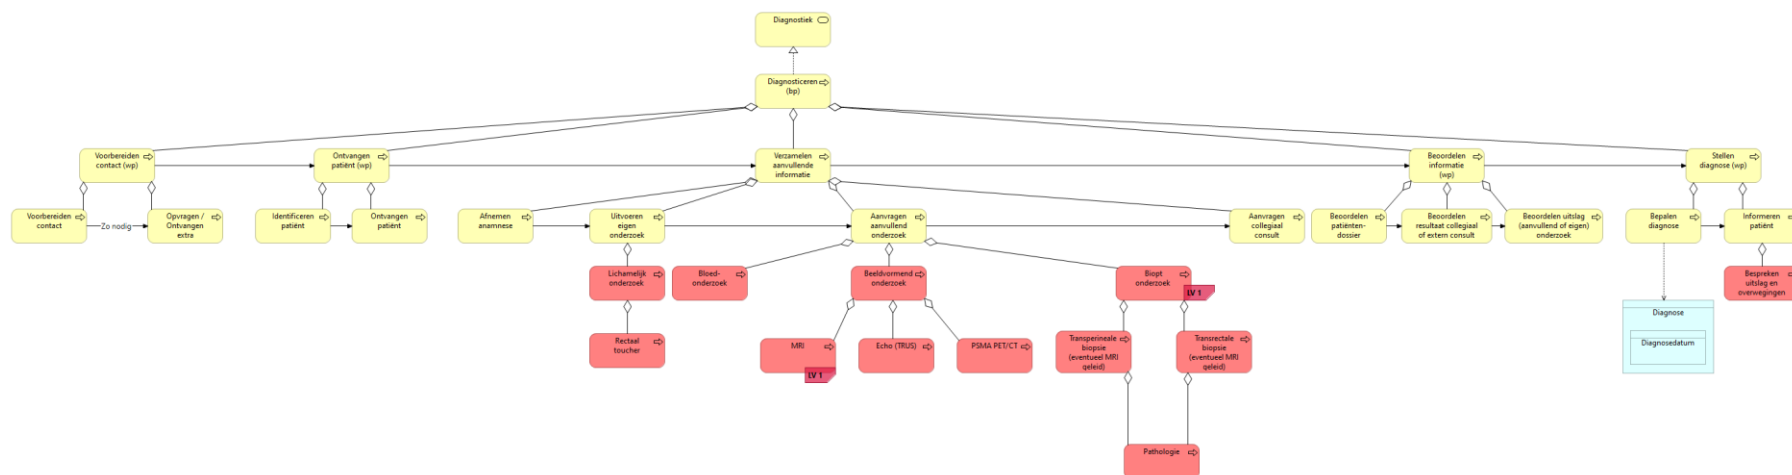 Diagnostiek
Diagnosticeren
(bp)
Voorbereiden
contact (wp)
Ontvangen
patiënt (wp)
Verzamelen
aanvullende
informatie
Beoordelen
informatie
(wp)
Stellen
diagnose (wp)
Voorbereiden
contact
Zo nodig
Opvragen /
Ontvangen
extra
Identificeren
patiënt
Ontvangen
patiënt
Afnemen
anamnese
Uitvoeren
eigen
onderzoek
Aanvragen
aanvullend
onderzoek
Aanvragen
collegiaal
consult
Beoordelen
patiënten-
dossier
Beoordelen
resultaat collegiaal
of extern consult
Beoordelen uitslag
(aanvullend of eigen)
onderzoek
Bepalen
diagnose
Informeren
patiënt
Lichamelijk
onderzoek
Bloed-
onderzoek
Beeldvormend
onderzoek
Biopt
onderzoek
LV 1
Bespreken
uitslag en
overwegingen
Diagnose
Diagnosedatum
Rectaal
toucher
MRI
LV 1
Echo (TRUS)
PSMA PET/CT
Transperineale
biopsie
(eventueel MRI
geleid)
Transrectale
biopsie
(eventueel MRI
geleid)
Pathologie